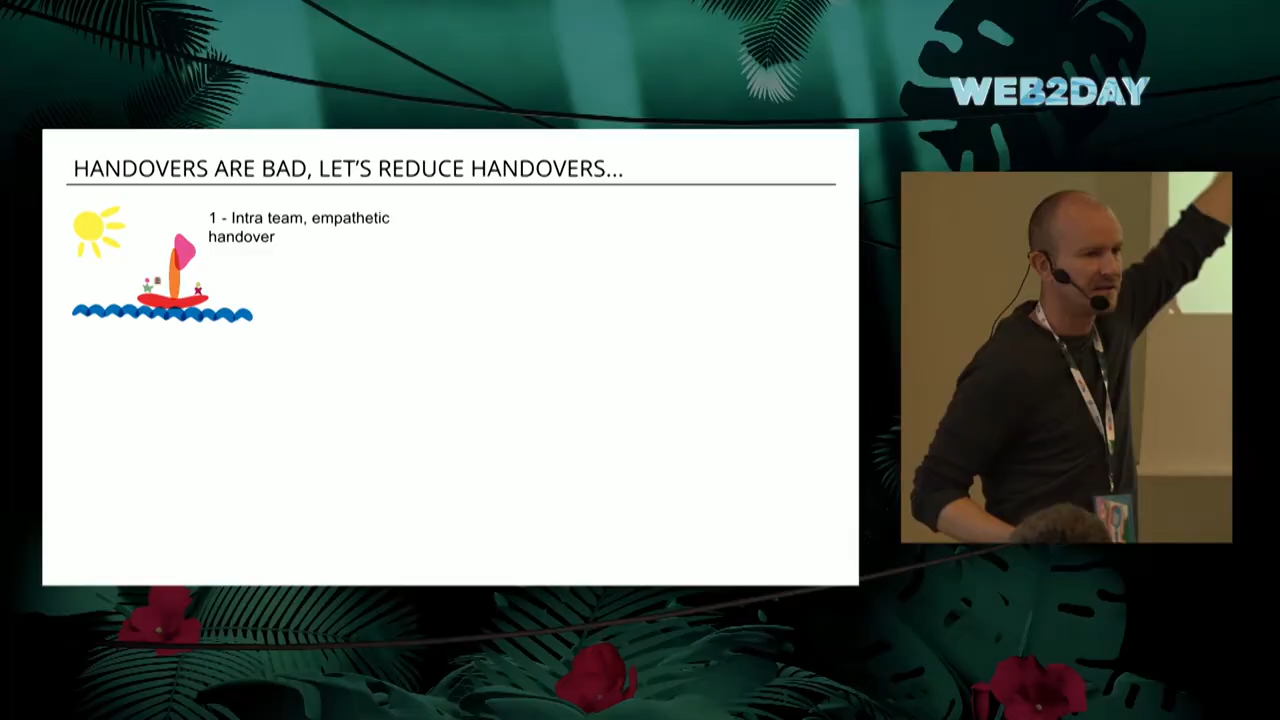 WEB2DAY
HANDOVERS ARE BAD, LET'S REDUCE HANDOVERS...
1 - Intra team, empathetic
handover